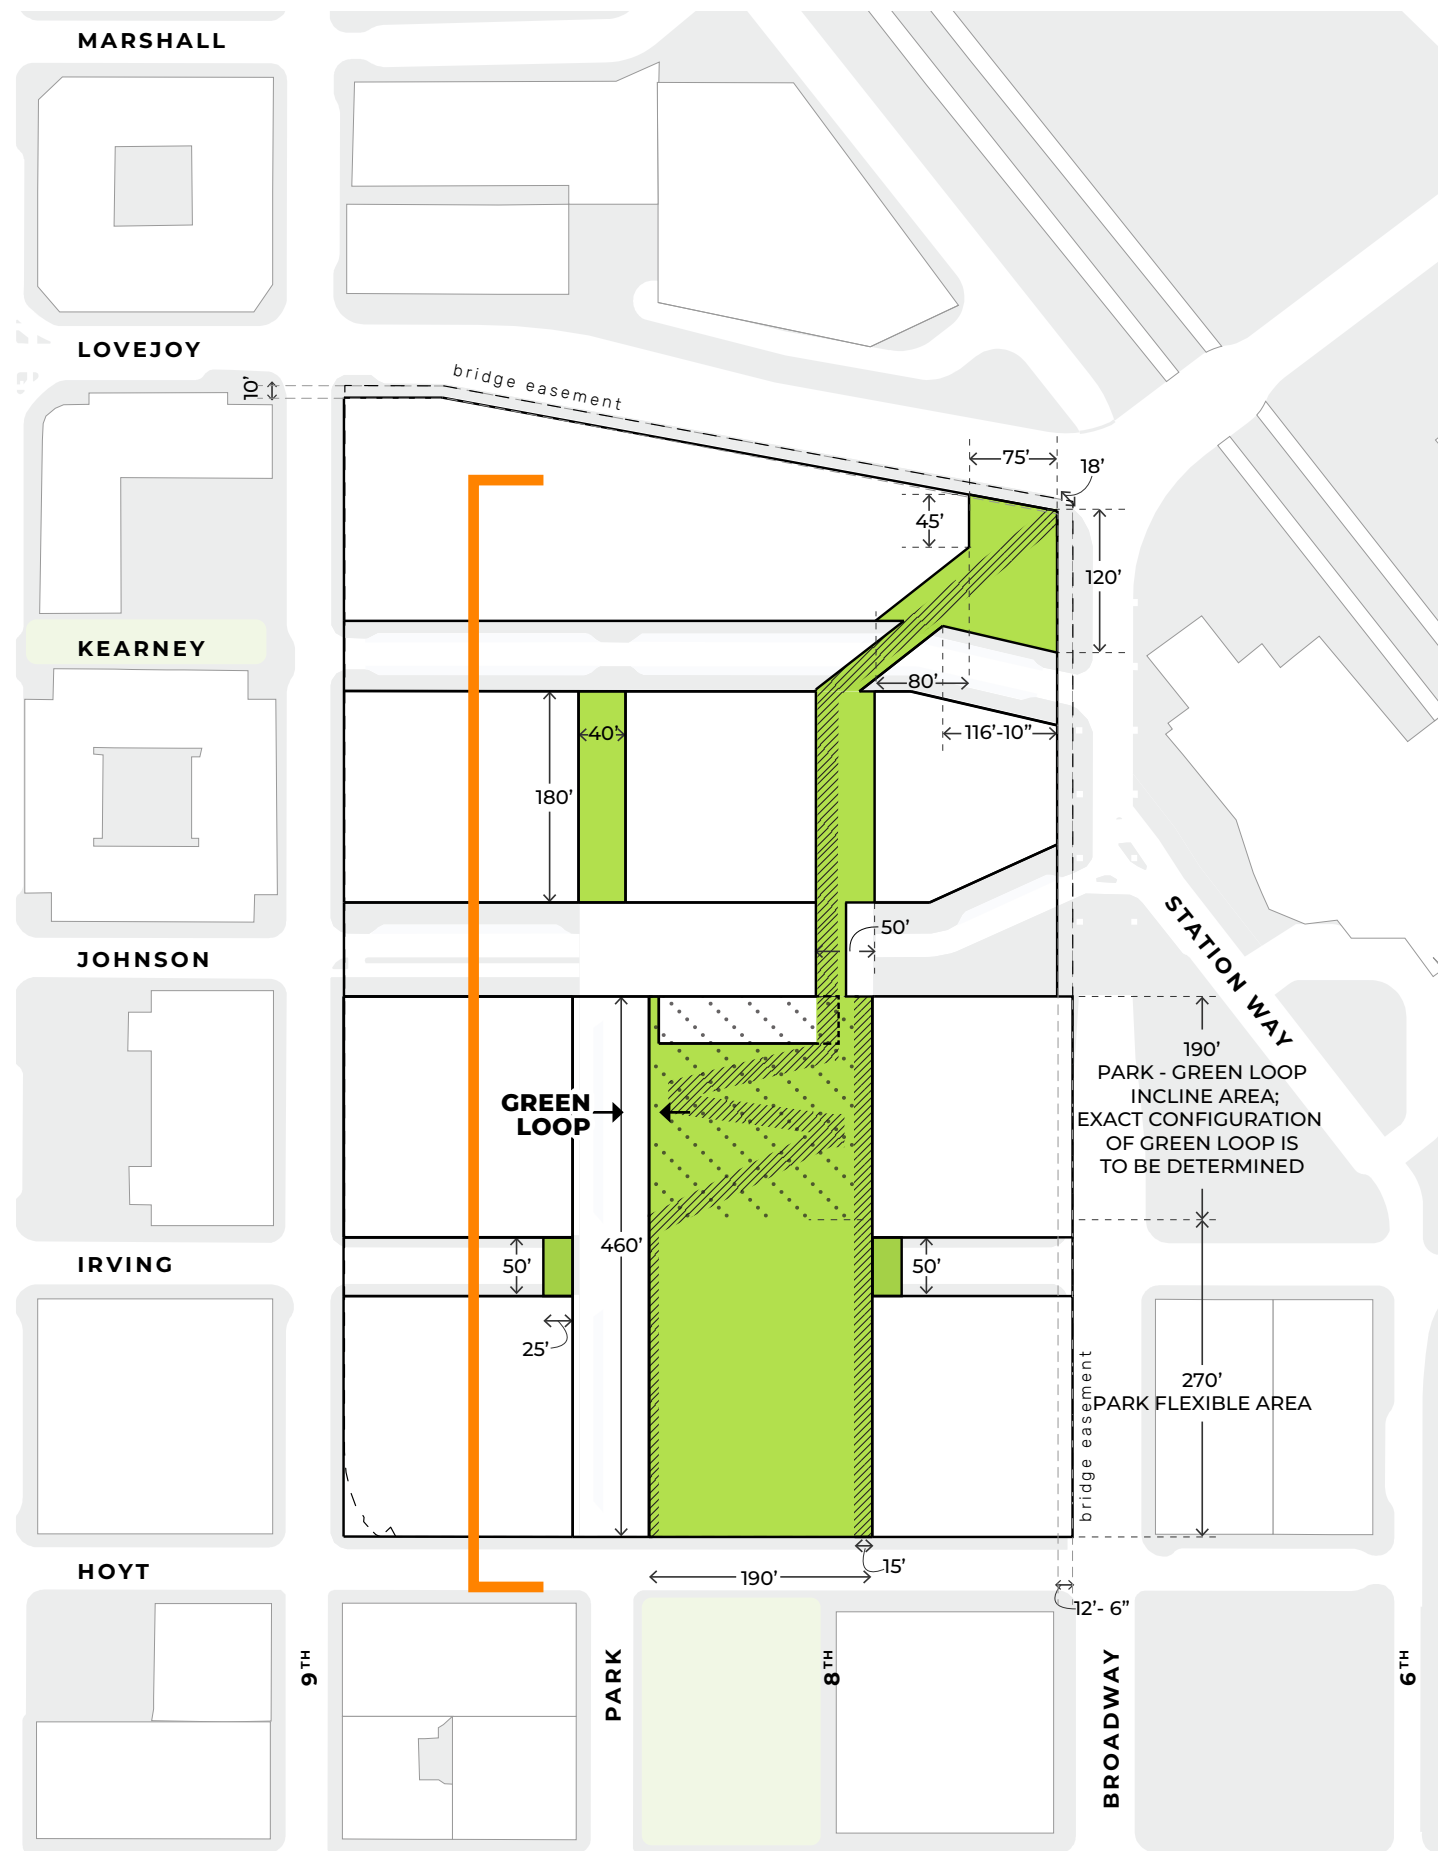 MARSHALL
LOVEJOY
10’
bridge easement
75’
18’
45’
120’
KEARNEY
80’
40’
116’-10”
180’
50’
STATION WAY
JOHNSON
190’
PARK - GREEN LOOP
INCLINE AREA;
EXACT CONFIGURATION
OF GREEN LOOP IS
TO BE DETERMINED
GREEN
LOOP
460’
IRVING
50’
50’
25’
270’
PARK FLEXIBLE AREA
bridge easement
HOYT
15’
190’
12’- 6”
9TH
PARK
8TH
BROADWAY
6TH